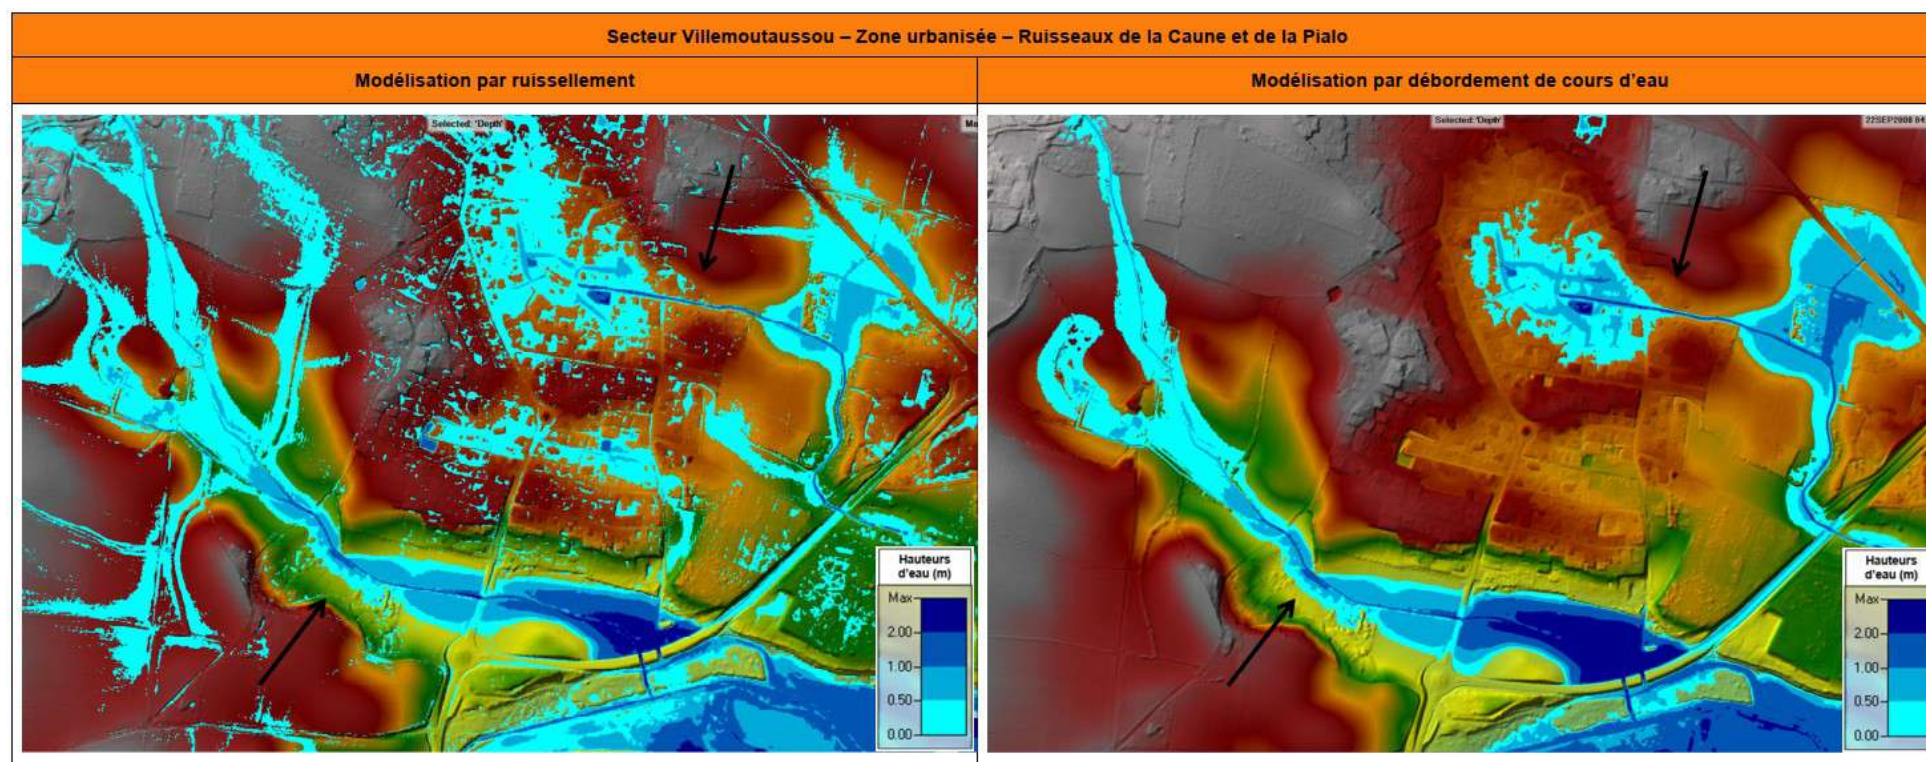 Secteur Villemoutaussou – Zone urbanisée – Ruisseaux de la Caune et de la Pialo
Modélisation par ruissellement
Modélisation par débordement de cours d'eau
Selected: 'Depth'
Selected: 'Depth'
Hauteurs
d'eau (m)
Max
2.00
1.00
0.50
0.00
Hauteurs
d'eau (m)
Max
2.00
1.00
0.50
0.00